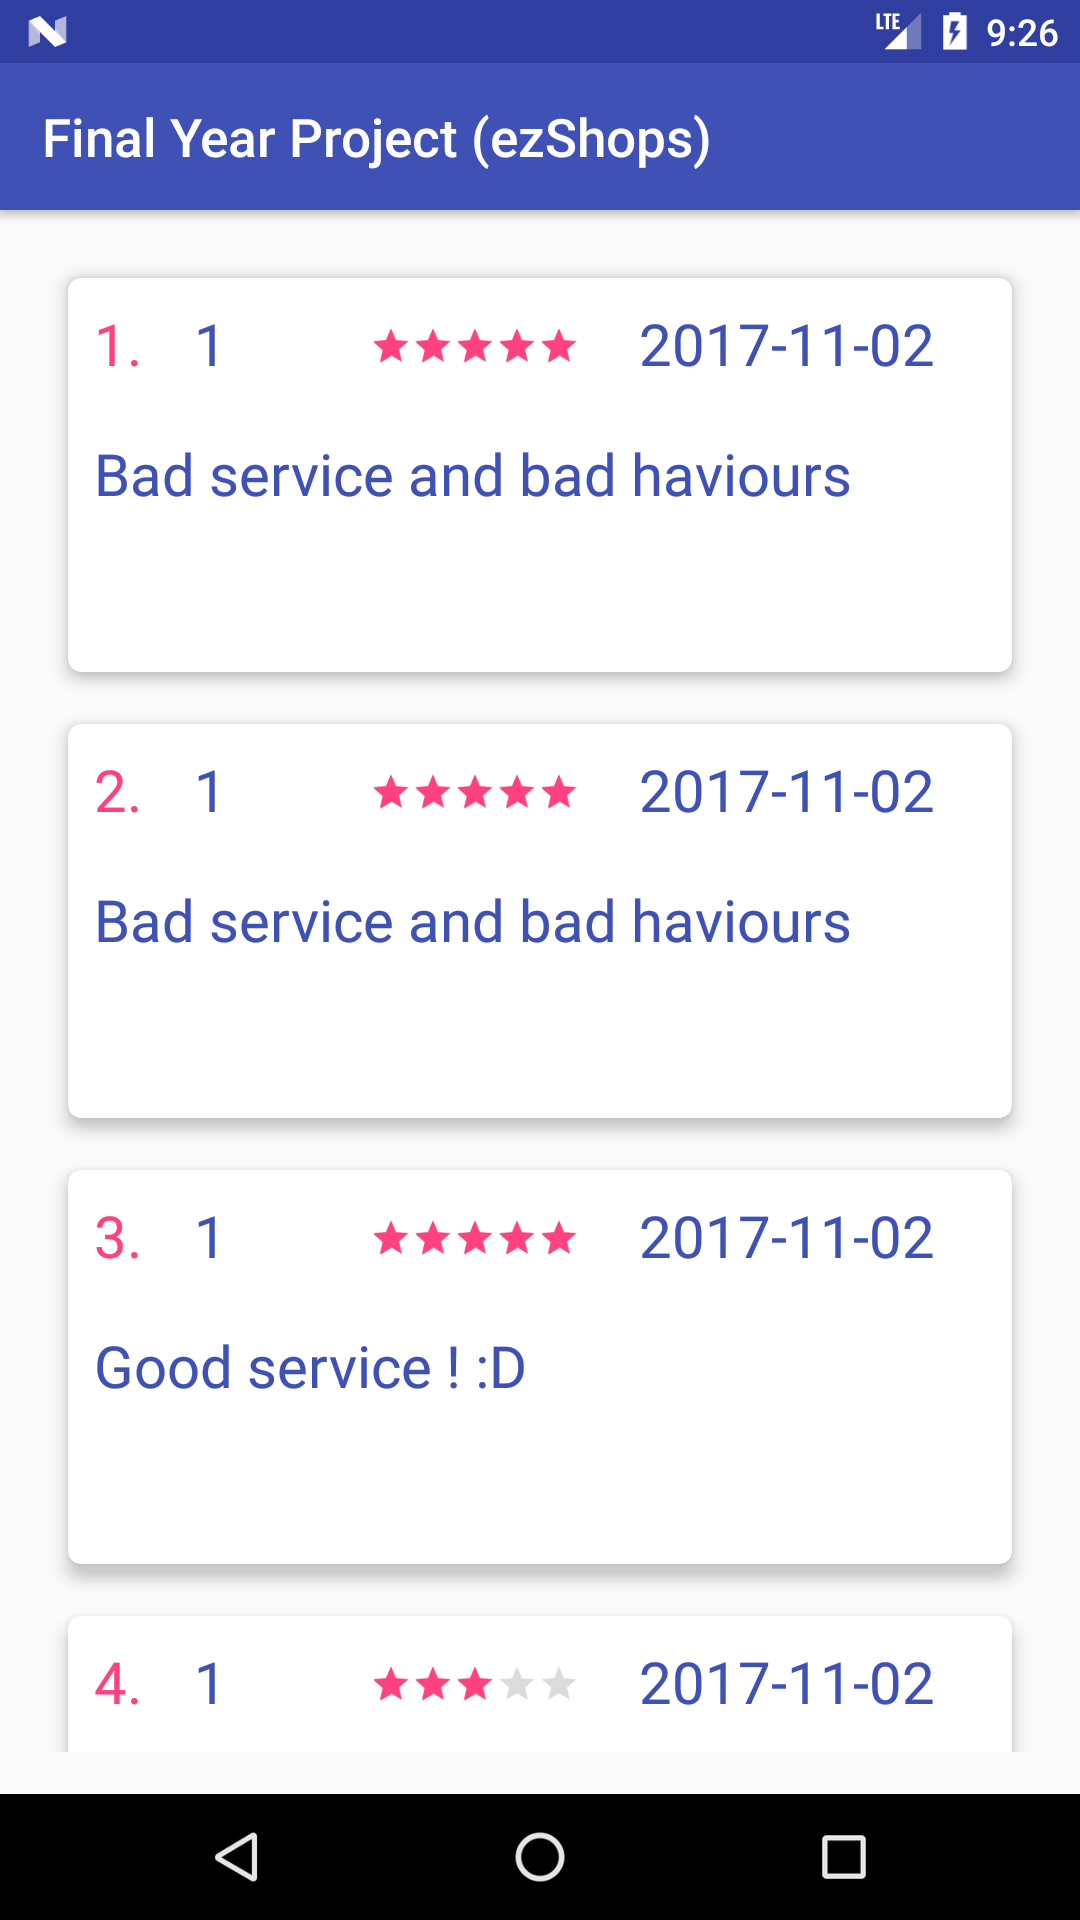 LTE 9:26
Final Year Project (ezShops)
1. 1 2017-11-02
Bad service and bad haviours
2. 1 2017-11-02
Bad service and bad haviours
3. 1 2017-11-02
Good service ! :D
4. 1 2017-11-02